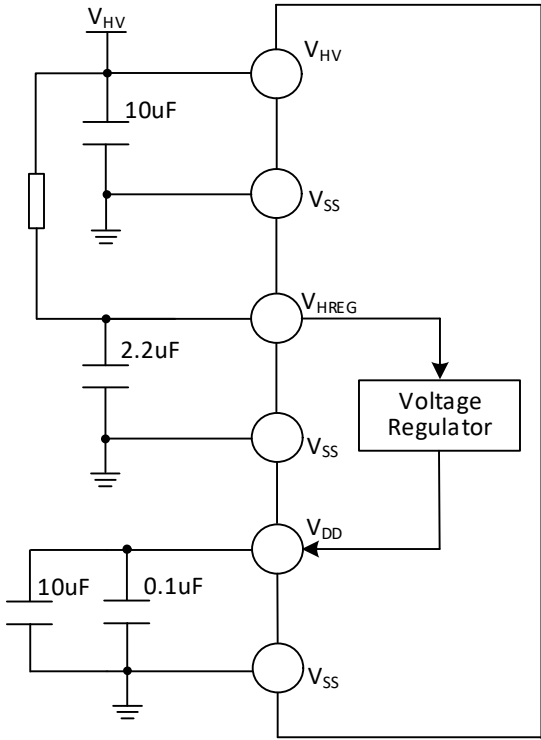 VHV
VHV
10uF
VSS
VHREG
2.2uF
Voltage
Regulator
VSS
VDD
10uF
0.1uF
VSS